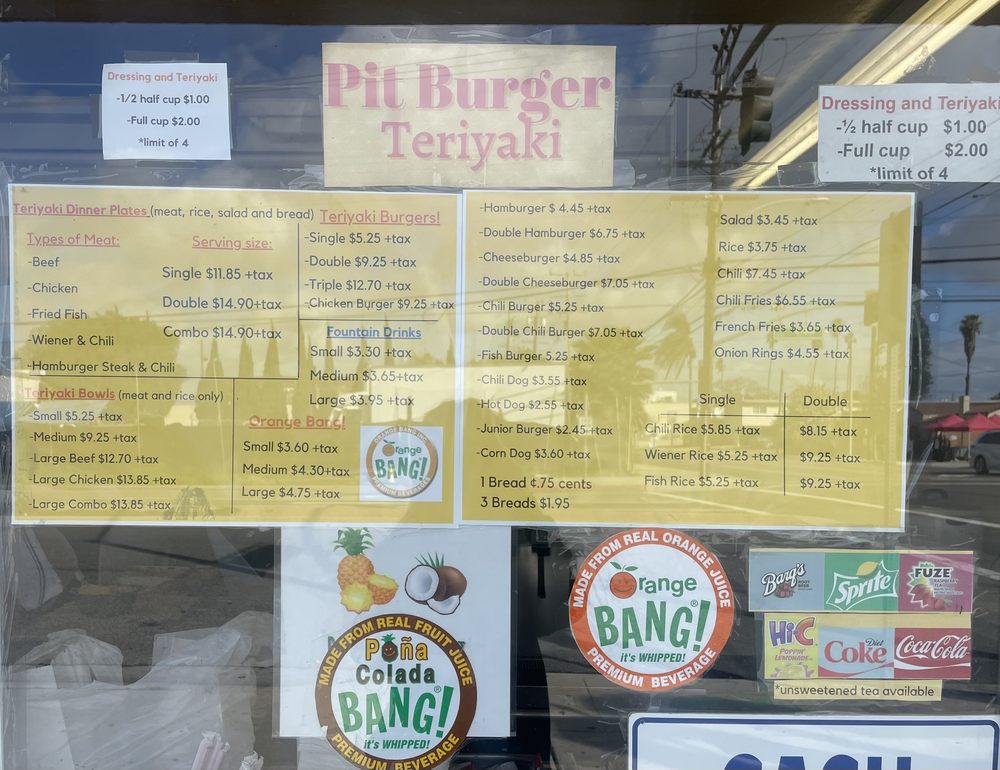 Dressing and Teriyaki
-1/2 half cup $1.00
-Full cup $2.00
*limit of 4
Pit Burger
Teriyaki
Dressing and Teriyaki
-½ half cup $1.00
-Full cup $2.00
*limit of 4
Teriyaki Dinner Plates (meat, rice, salad and bread)
Types of Meat:
-Beef
-Chicken
-Fried Fish
-Wiener & Chili
-Hamburger Steak & Chili
Serving size:
Single $11.85 +tax
Double $14.90+tax
Combo $14.90+tax
Teriyaki Burgers!
-Single $5.25 +tax
-Double $9.25 +tax
-Triple $12.70 +tax
-Chicken Burger $9.25 +tax
Fountain Drinks
Small $3.30 +tax
Medium $3.65+tax
Large $3.95 +tax
Teriyaki Bowls (meat and rice only)
-Small $5.25 +tax
-Medium $9.25 +tax
-Large Beef $12.70 +tax
-Large Chicken $13.85 +tax
-Large Combo $13.85 +tax
Orange Bang!
Small $3.60 +tax
Medium $4.30+tax
Large $4.75 +tax
range
BANG!
-Hamburger $ 4.45 +tax
-Double Hamburger $6.75 +tax
-Cheeseburger $4.85 +tax
-Double Cheeseburger $7.05 +tax
-Chili Burger $5.25 +tax
-Double Chili Burger $7.05 +tax
-Fish Burger 5.25 +tax
-Chili Dog $3.55 +tax
-Hot Dog $2.55 +tax
-Junior Burger $2.45 +tax
-Corn Dog $3.60 +tax
1 Bread ¢.75 cents
3 Breads $1.95
Salad $3.45 +tax
Rice $3.75 +tax
Chili $7.45 +tax
Chili Fries $6.55 +tax
French Fries $3.65 +tax
Onion Rings $4.55 +tax
Single Double
Chili Rice $5.85 +tax $8.15 +tax
Wiener Rice $5.25 +tax $9.25 +tax
Fish Rice $5.25 +tax $9.25 +tax
MADE FROM REAL FRUIT JUICE
Piña
Colada
BANG!®
it's WHIPPED!
PREMIUM BEVERAGE
MADE FROM REAL ORANGE JUICE
range
BANG!®
it's WHIPPED!
PREMIUM BEVERAGE
Barq's
ROOT BEER
Sprite
FUZE
RASPBERRY
TEA
Hi-C
POPPIN'
LEMONADE
Diet
Coke
Coca-Cola
*unsweetened tea available
CASH